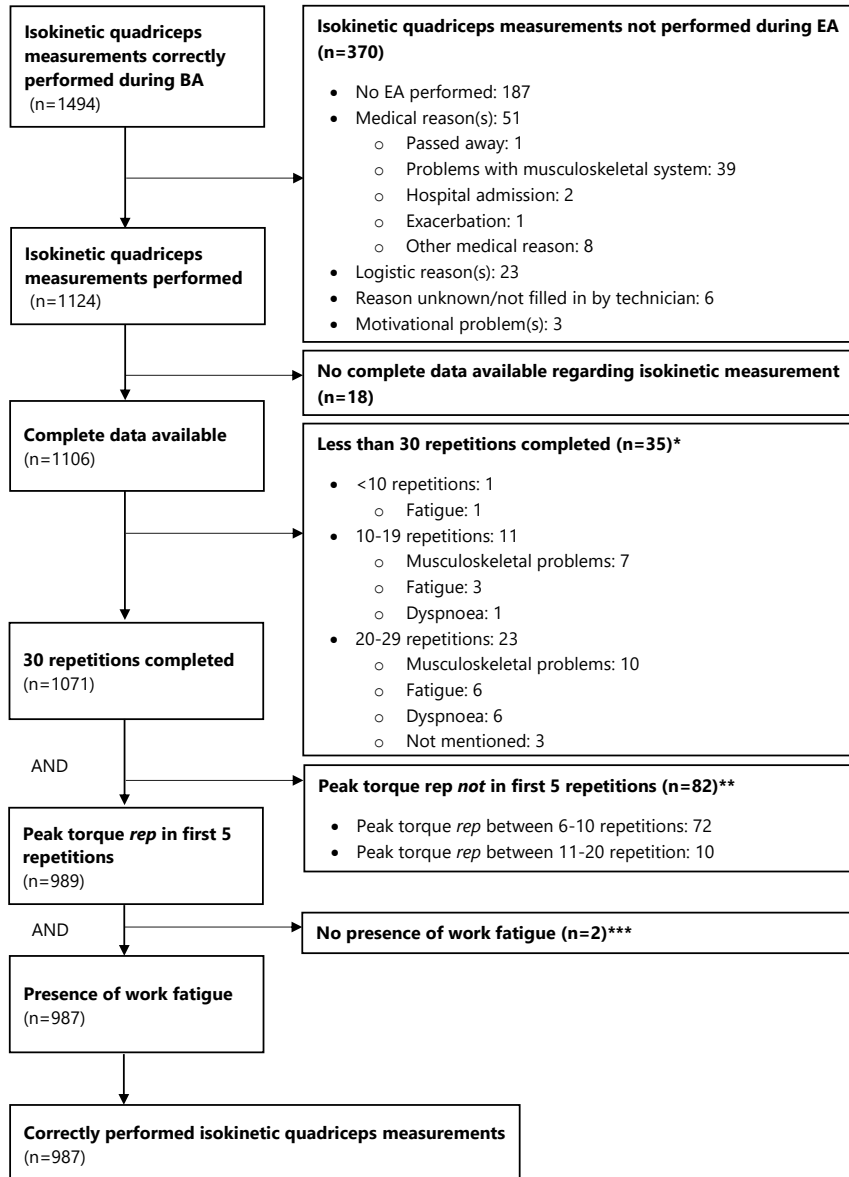 Isokinetic quadriceps
measurements correctly
performed during BA
(n=1494)
Isokinetic quadriceps measurements not performed during EA
(n=370)
• No EA performed: 187
• Medical reason(s): 51
o Passed away: 1
o Problems with musculoskeletal system: 39
o Hospital admission: 2
o Exacerbation: 1
o Other medical reason: 8
• Logistic reason(s): 23
• Reason unknown/not filled in by technician: 6
• Motivational problem(s): 3
Isokinetic quadriceps
measurements performed
(n=1124)
No complete data available regarding isokinetic measurement
(n=18)
Complete data available
(n=1106)
Less than 30 repetitions completed (n=35)*
• <10 repetitions: 1
o Fatigue: 1
• 10-19 repetitions: 11
o Musculoskeletal problems: 7
o Fatigue: 3
o Dyspnoea: 1
• 20-29 repetitions: 23
o Musculoskeletal problems: 10
o Fatigue: 6
o Dyspnoea: 6
o Not mentioned: 3
30 repetitions completed
(n=1071)
AND
Peak torque rep not in first 5 repetitions (n=82)**
• Peak torque rep between 6-10 repetitions: 72
• Peak torque rep between 11-20 repetition: 10
Peak torque rep in first 5
repetitions
(n=989)
AND
No presence of work fatigue (n=2)***
Presence of work fatigue
(n=987)
Correctly performed isokinetic quadriceps measurements
(n=987)